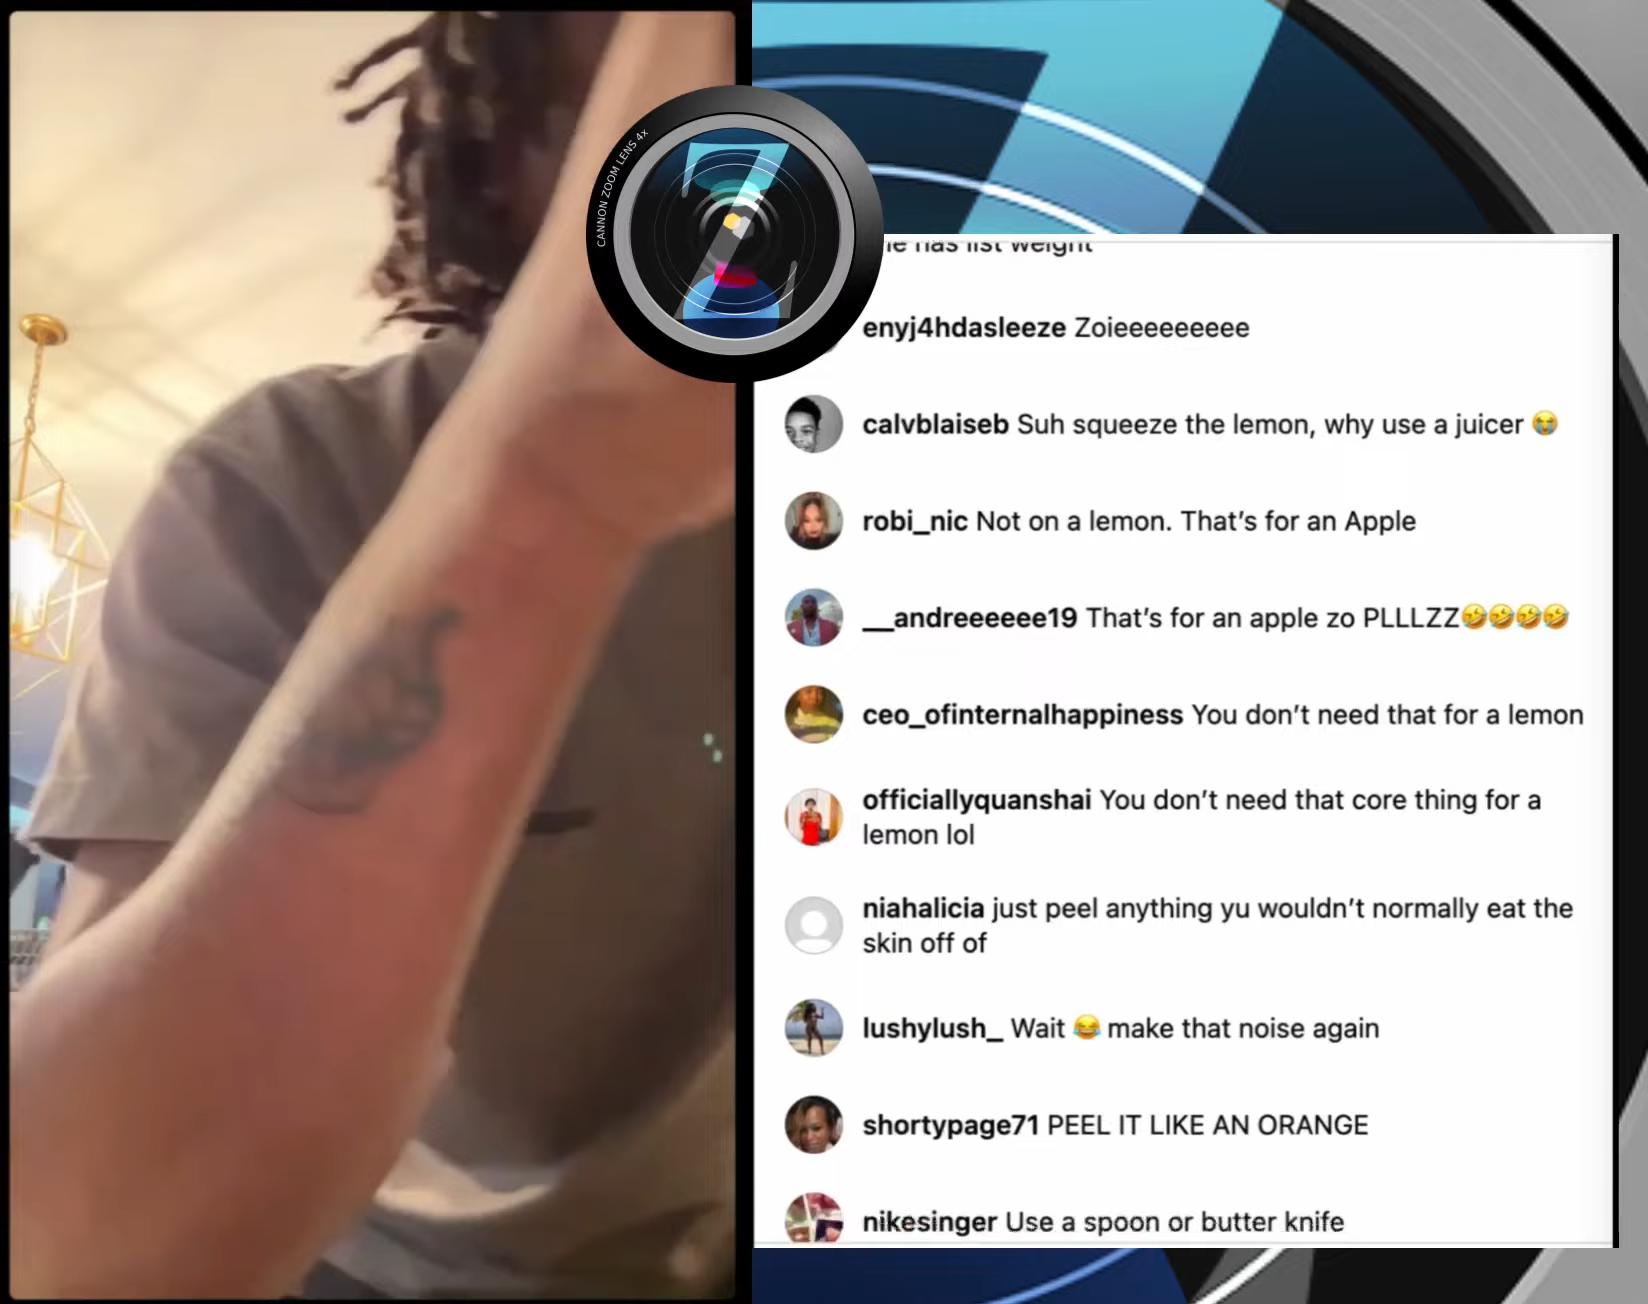 CANNON ZOOM LENS 4x
he has list weight
enyj4hdasleeze Zoieeeeeeeee
calvblaiseb Suh squeeze the lemon, why use a juicer 😭
robi_nic Not on a lemon. That’s for an Apple
__andreeeeee19 That’s for an apple zo PLLLZZ🤣🤣🤣🤣
ceo_ofinternalhappiness You don’t need that for a lemon
officiallyquanshai You don’t need that core thing for a
lemon lol
niahalicia just peel anything yu wouldn’t normally eat the
skin off of
lushylush_ Wait 😂 make that noise again
shortypage71 PEEL IT LIKE AN ORANGE
nikesinger Use a spoon or butter knife